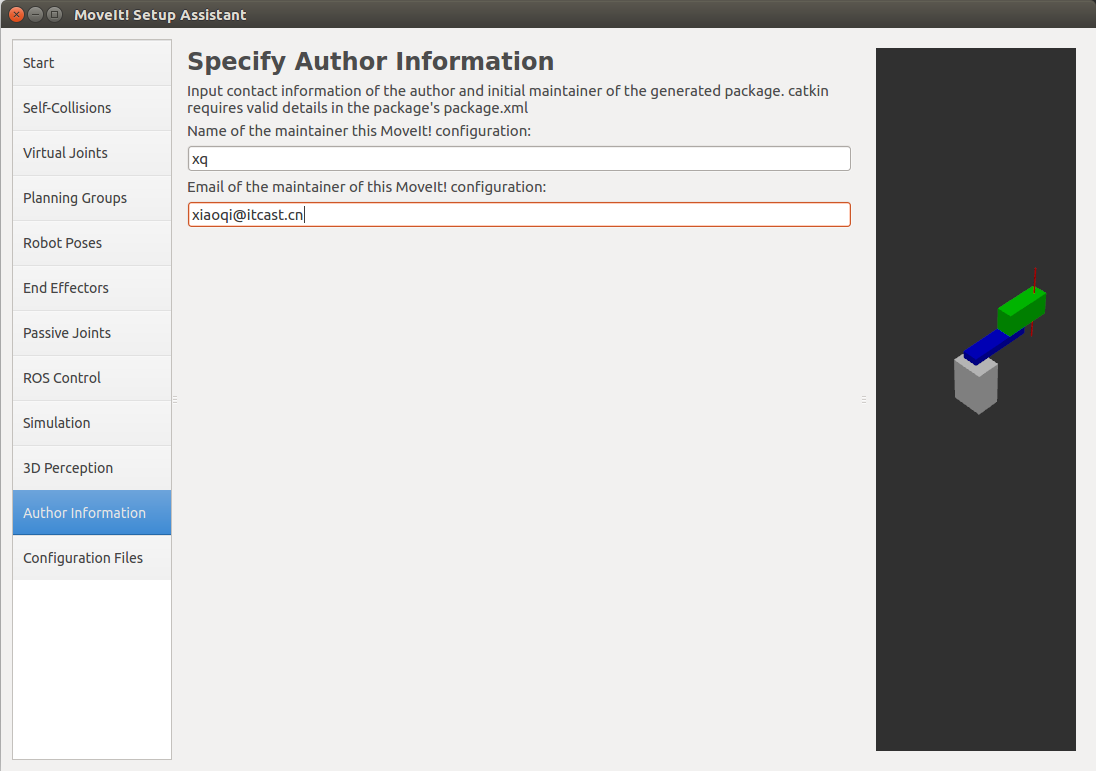 MoveIt! Setup Assistant
Start
Self-Collisions
Virtual Joints
Planning Groups
Robot Poses
End Effectors
Passive Joints
ROS Control
Simulation
3D Perception
Author Information
Configuration Files
Specify Author Information
Input contact information of the author and initial maintainer of the generated package. catkin
requires valid details in the package's package.xml
Name of the maintainer this MoveIt! configuration:
xq
Email of the maintainer of this MoveIt! configuration:
xiaoqi@itcast.cn